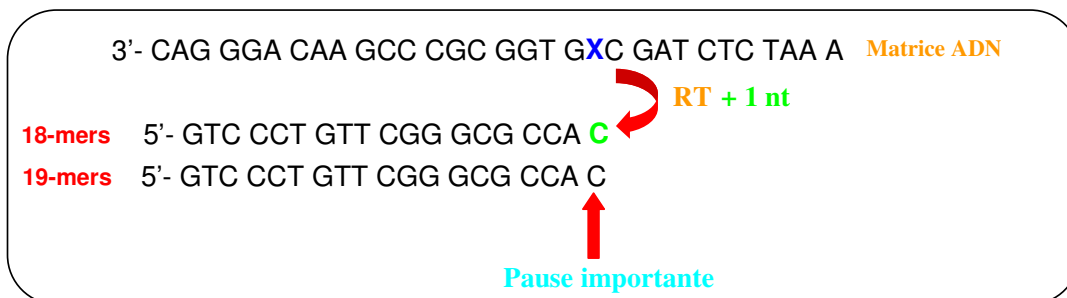 3'- CAG GGA CAA GCC CGC GGT GXC GAT CTC TAA A Matrice ADN
RT + 1 nt
18-mers 5'- GTC CCT GTT CGG GCG CCA C
19-mers 5'- GTC CCT GTT CGG GCG CCA C
Pause importante